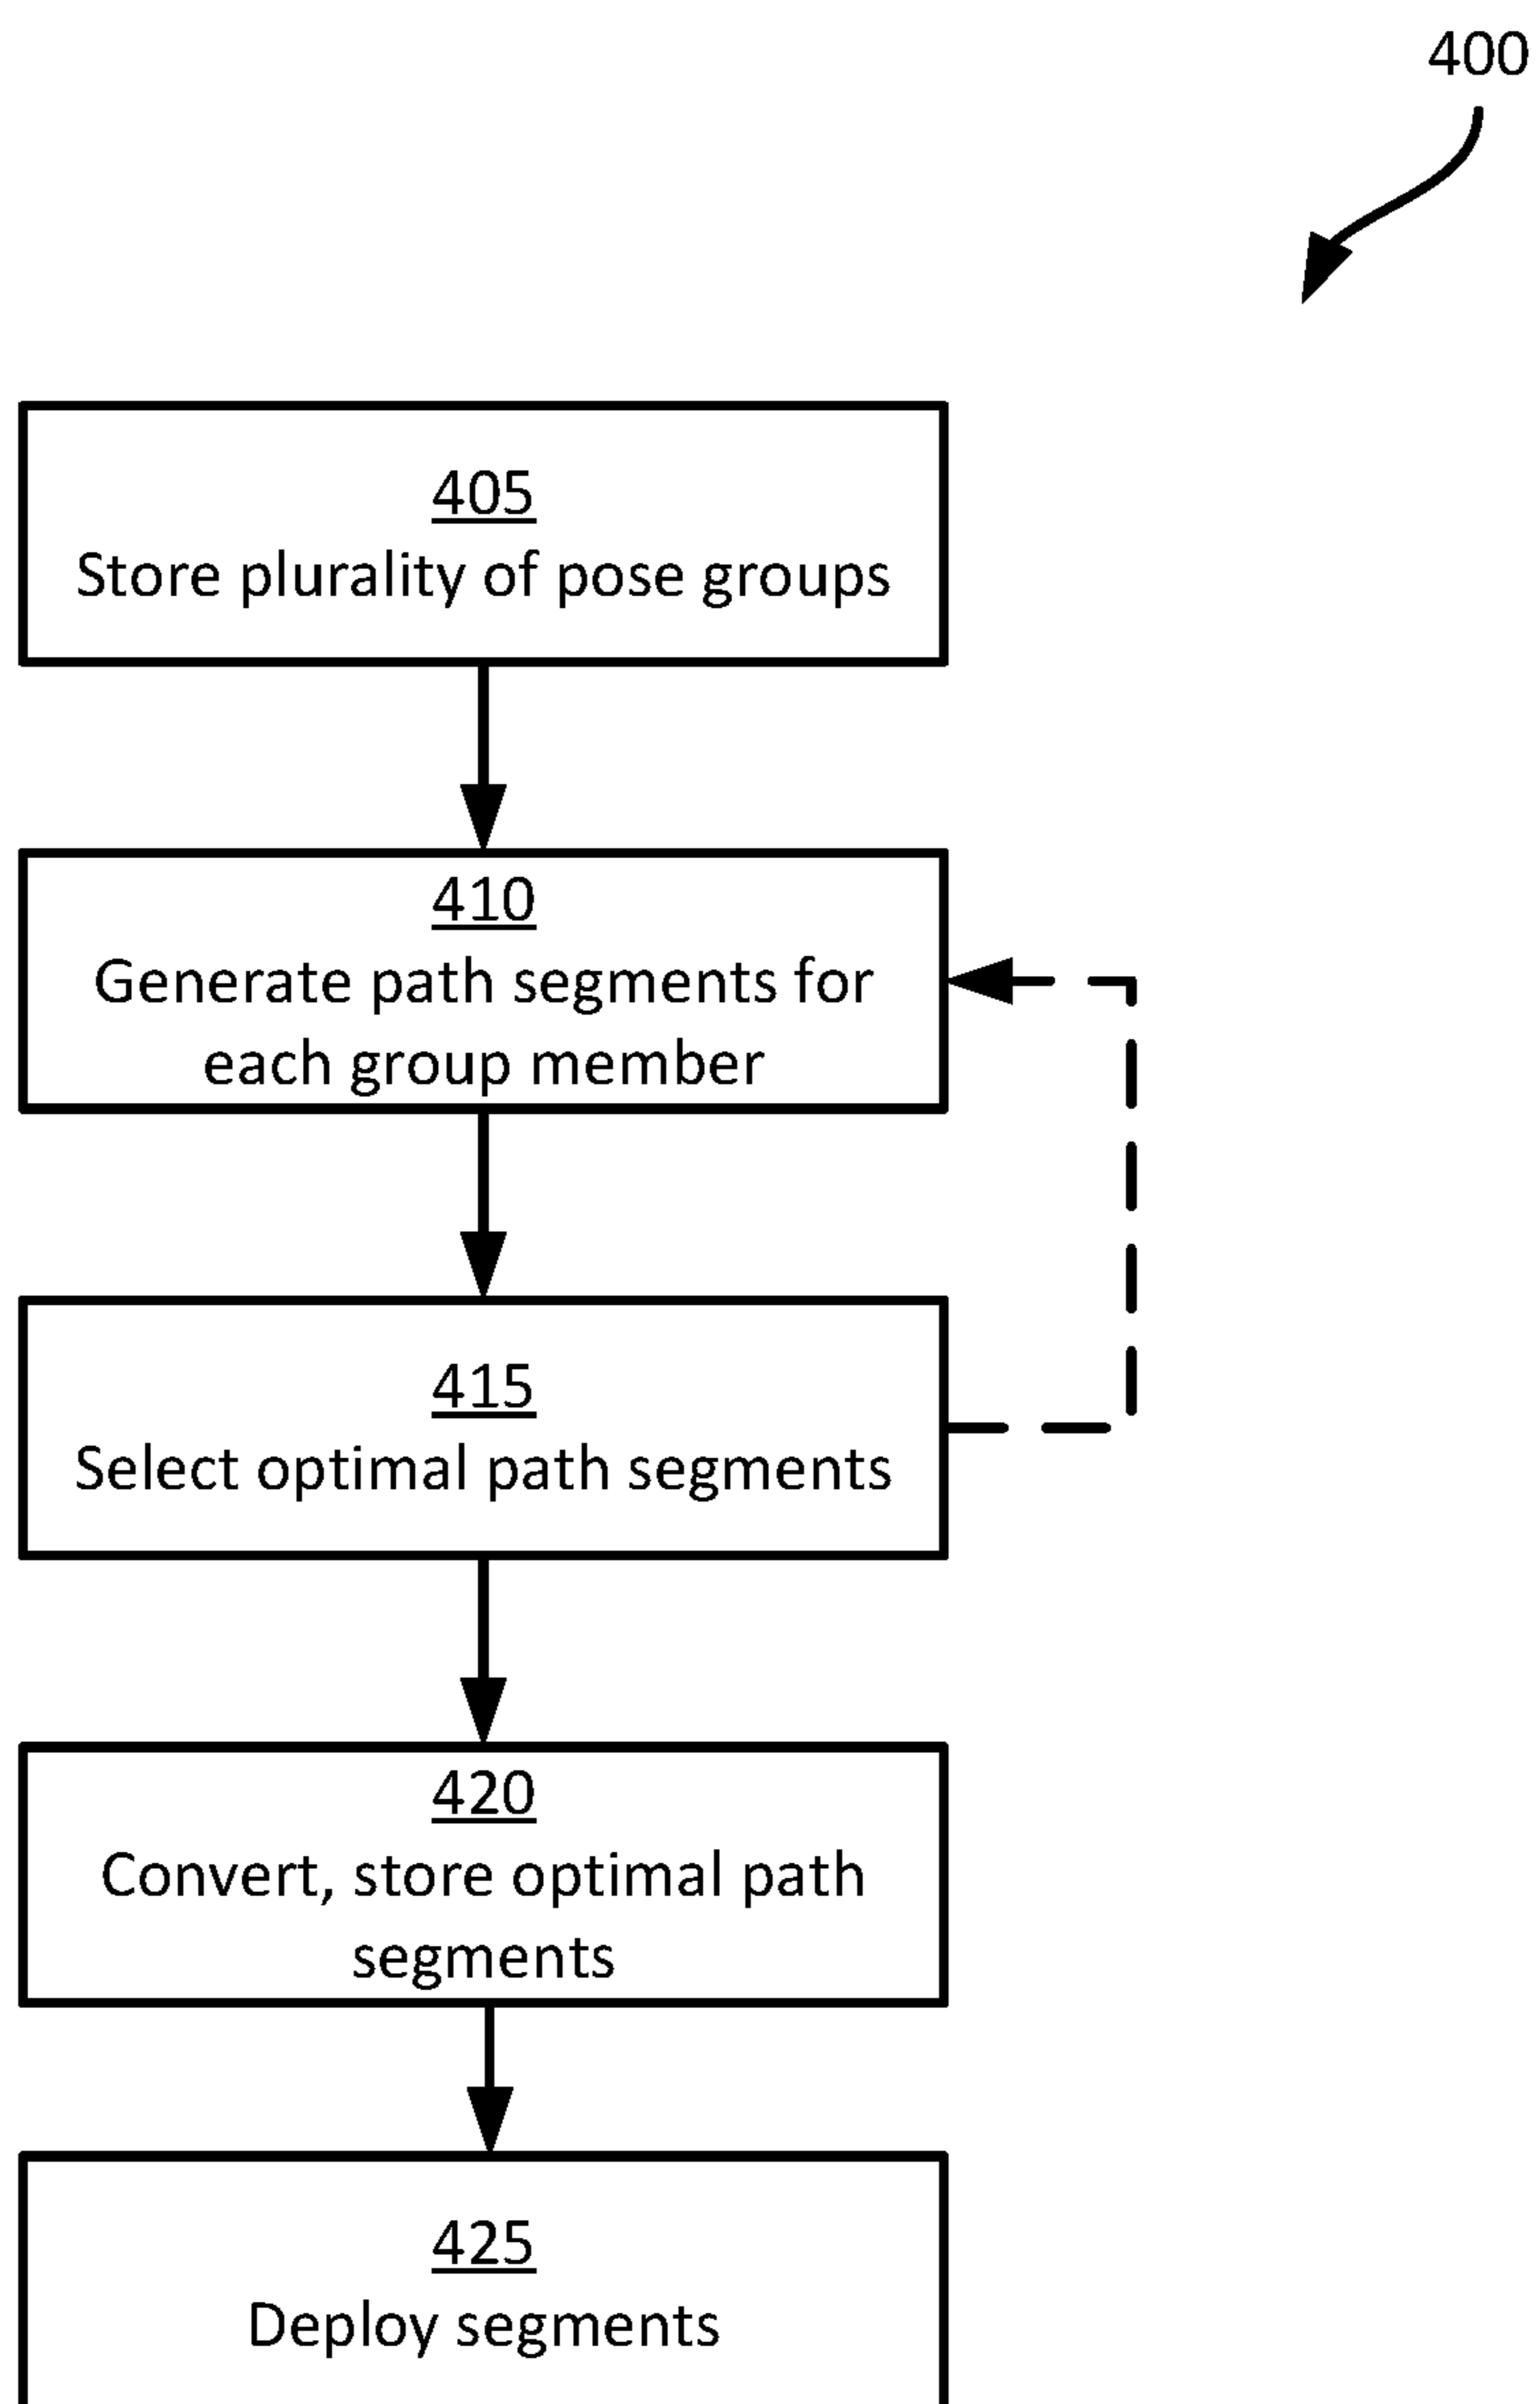 400
405
Store plurality of pose groups
410
Generate path segments for
each group member
415
Select optimal path segments
420
Convert, store optimal path
segments
425
Deploy segments